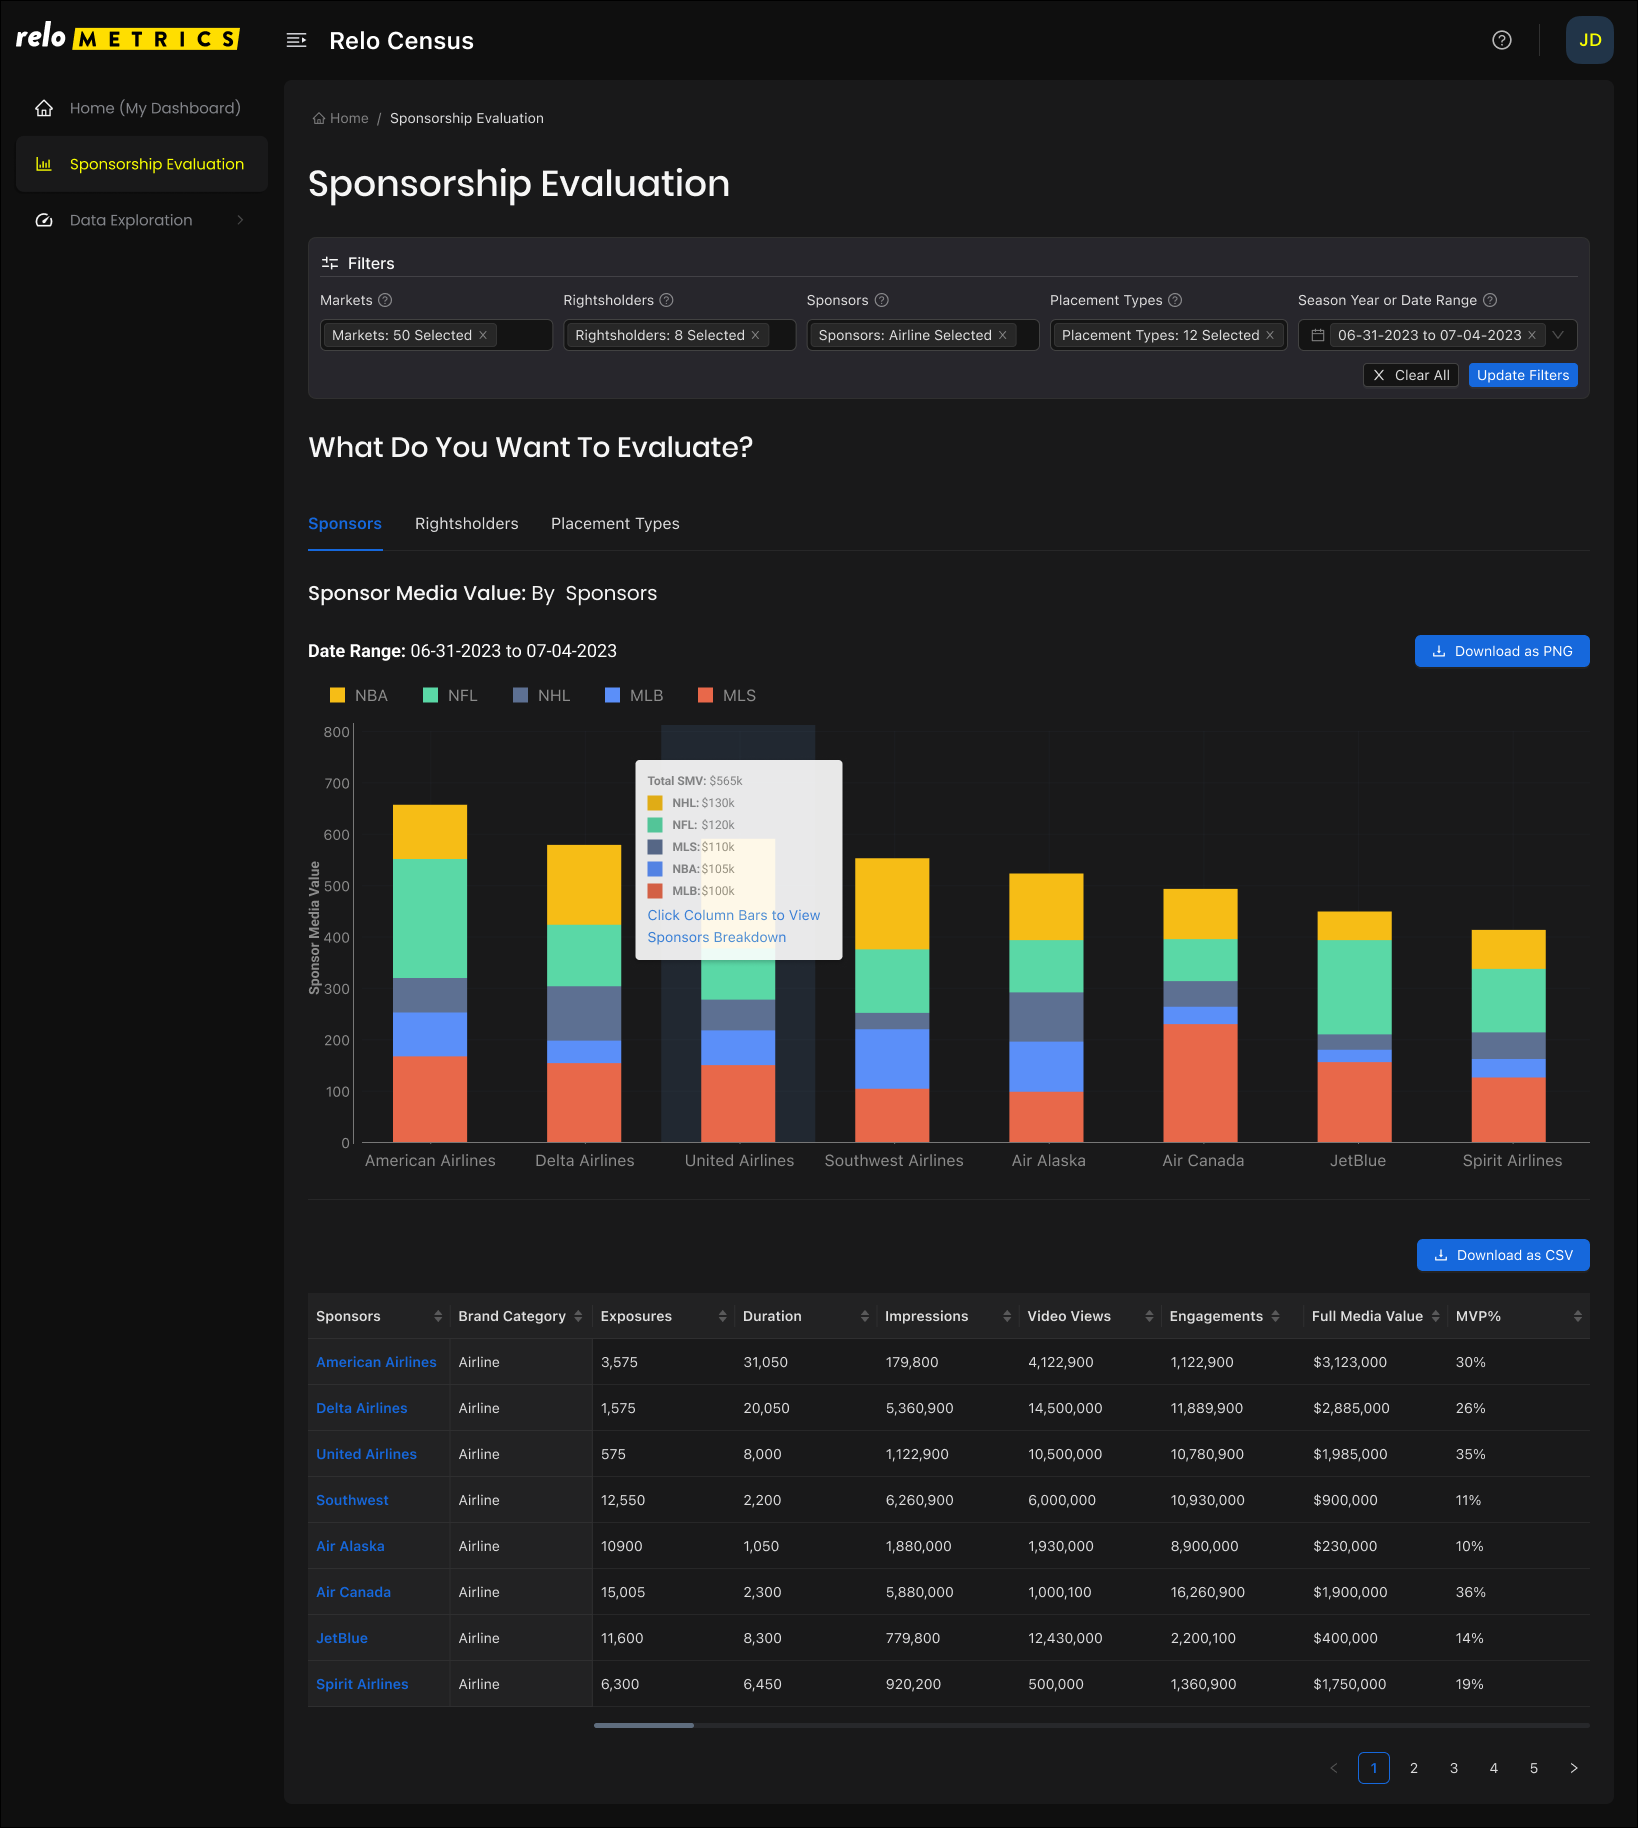 relo METRICS
Relo Census
JD
Home (My Dashboard)
Sponsorship Evaluation
Data Exploration
Home / Sponsorship Evaluation
Sponsorship Evaluation
Filters
Markets Rightsholders Sponsors Placement Types Season Year or Date Range
Markets: 50 Selected Rightsholders: 8 Selected Sponsors: Airline Selected Placement Types: 12 Selected 06-31-2023 to 07-04-2023
Clear All Update Filters
What Do You Want To Evaluate?
Sponsors Rightsholders Placement Types
Sponsor Media Value: By Sponsors
Date Range: 06-31-2023 to 07-04-2023
Download as PNG
NBA NFL NHL MLB MLS
Sponsor Media Value
800
700
600
500
400
300
200
100
0
Total SMV: $565k
NHL: $130k
NFL: $120k
MLS: $110k
NBA: $105k
MLB: $100k
Click Column Bars to View
Sponsors Breakdown
American Airlines Delta Airlines United Airlines Southwest Airlines Air Alaska Air Canada JetBlue Spirit Airlines
Download as CSV
Sponsors Brand Category Exposures Duration Impressions Video Views Engagements Full Media Value MVP%
American Airlines Airline 3,575 31,050 179,800 4,122,900 1,122,900 $3,123,000 30%
Delta Airlines Airline 1,575 20,050 5,360,900 14,500,000 11,889,900 $2,885,000 26%
United Airlines Airline 575 8,000 1,122,900 10,500,000 10,780,900 $1,985,000 35%
Southwest Airline 12,550 2,200 6,260,900 6,000,000 10,930,000 $900,000 11%
Air Alaska Airline 10900 1,050 1,880,000 1,930,000 8,900,000 $230,000 10%
Air Canada Airline 15,005 2,300 5,880,000 1,000,100 16,260,900 $1,900,000 36%
JetBlue Airline 11,600 8,300 779,800 12,430,000 2,200,100 $400,000 14%
Spirit Airlines Airline 6,300 6,450 920,200 500,000 1,360,900 $1,750,000 19%
1 2 3 4 5